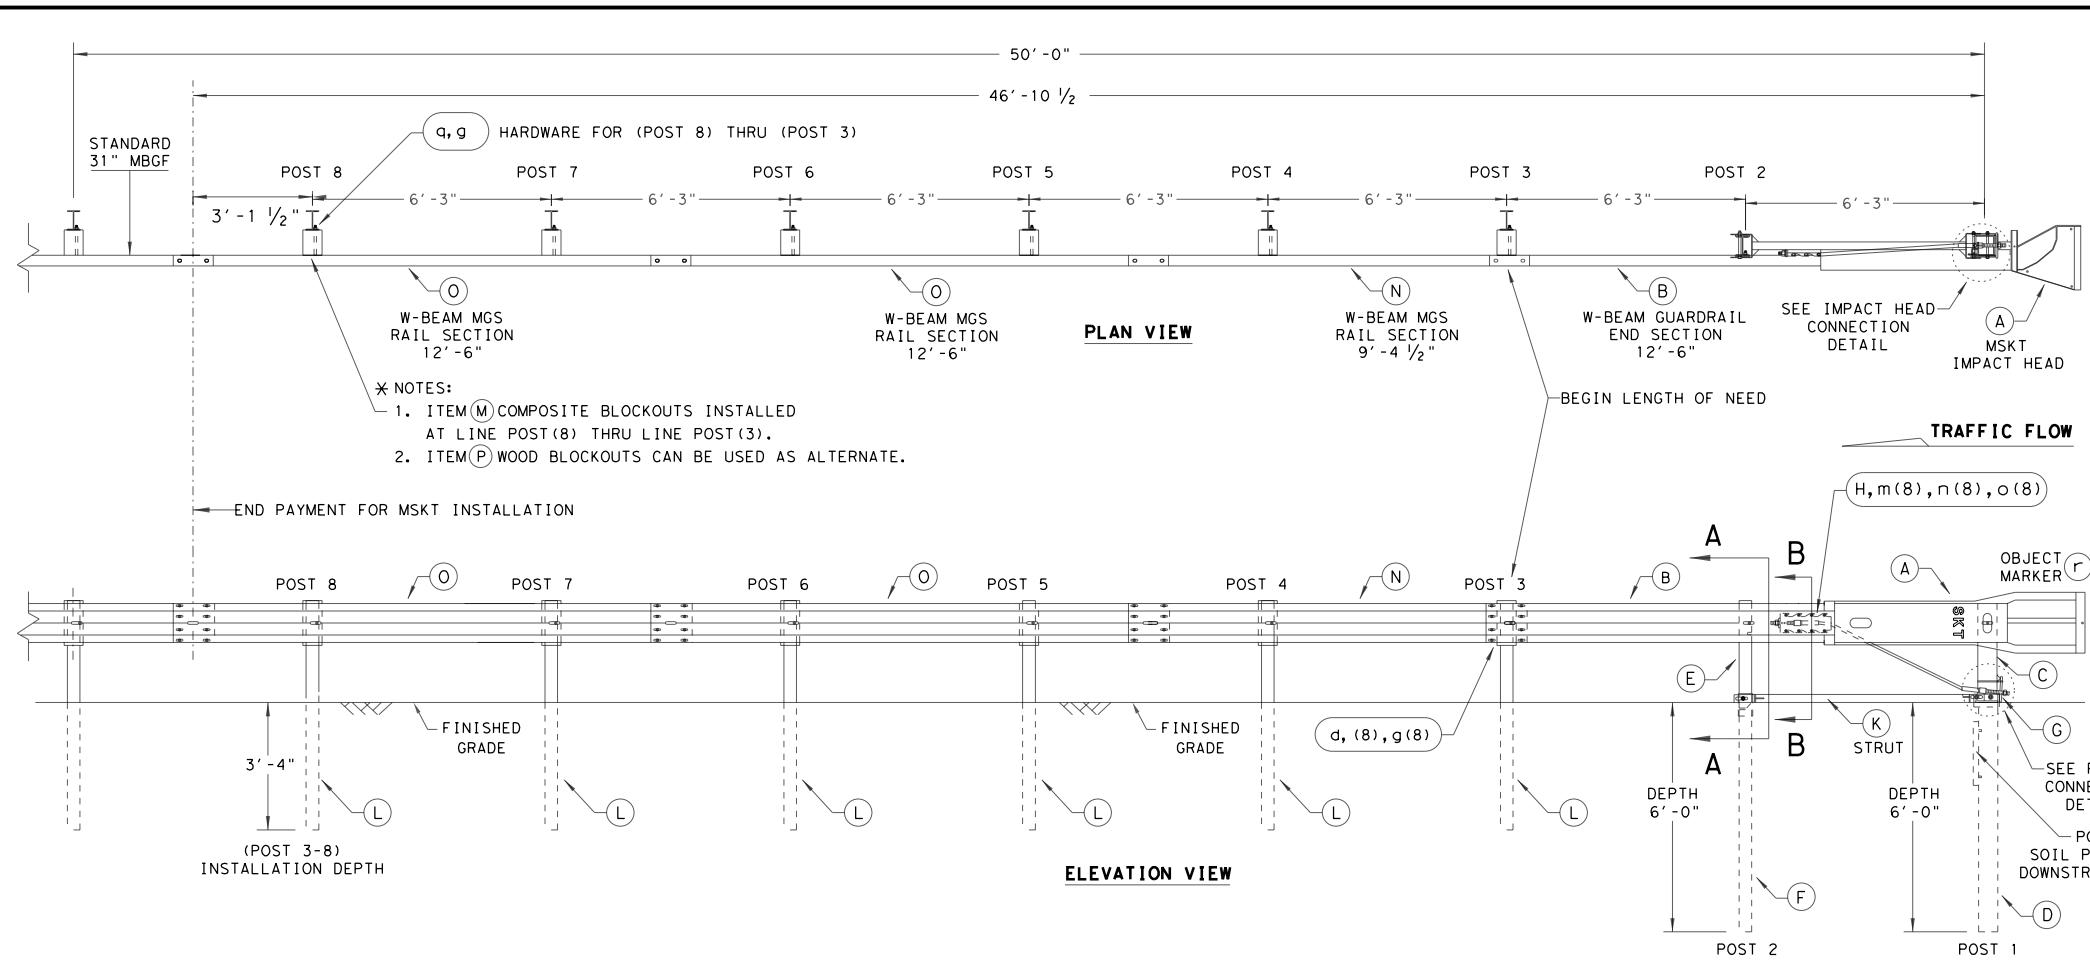 50'-0"
46'-10 1/2
STANDARD
31" MBGF
q,g HARDWARE FOR (POST 8) THRU (POST 3)
POST 8
POST 7
POST 6
POST 5
POST 4
POST 3
POST 2
3'-1 1/2"
6'-3"
6'-3"
6'-3"
6'-3"
6'-3"
6'-3"
6'-3"
O
W-BEAM MGS
RAIL SECTION
12'-6"
O
W-BEAM MGS
RAIL SECTION
12'-6"
PLAN VIEW
N
W-BEAM MGS
RAIL SECTION
9'-4 1/2"
B
W-BEAM GUARDRAIL
END SECTION
12'-6"
SEE IMPACT HEAD
CONNECTION
DETAIL
A
MSKT
IMPACT HEAD
* NOTES:
1. ITEM M COMPOSITE BLOCKOUTS INSTALLED
AT LINE POST(8) THRU LINE POST(3).
2. ITEM P WOOD BLOCKOUTS CAN BE USED AS ALTERNATE.
BEGIN LENGTH OF NEED
TRAFFIC FLOW
END PAYMENT FOR MSKT INSTALLATION
H,m(8),n(8),o(8)
A
B
OBJECT
MARKER r
POST 8
O
POST 7
POST 6
O
POST 5
POST 4
N
POST 3
B
A
SKT
E
C
FINISHED
GRADE
FINISHED
GRADE
d,(8),g(8)
A
B
K
STRUT
G
3'-4"
L
L
L
L
L
L
DEPTH
6'-0"
DEPTH
6'-0"
SEE
CONNE
DET
(POST 3-8)
INSTALLATION DEPTH
ELEVATION VIEW
PO
SOIL P
DOWNSTR
F
D
POST 2
POST 1